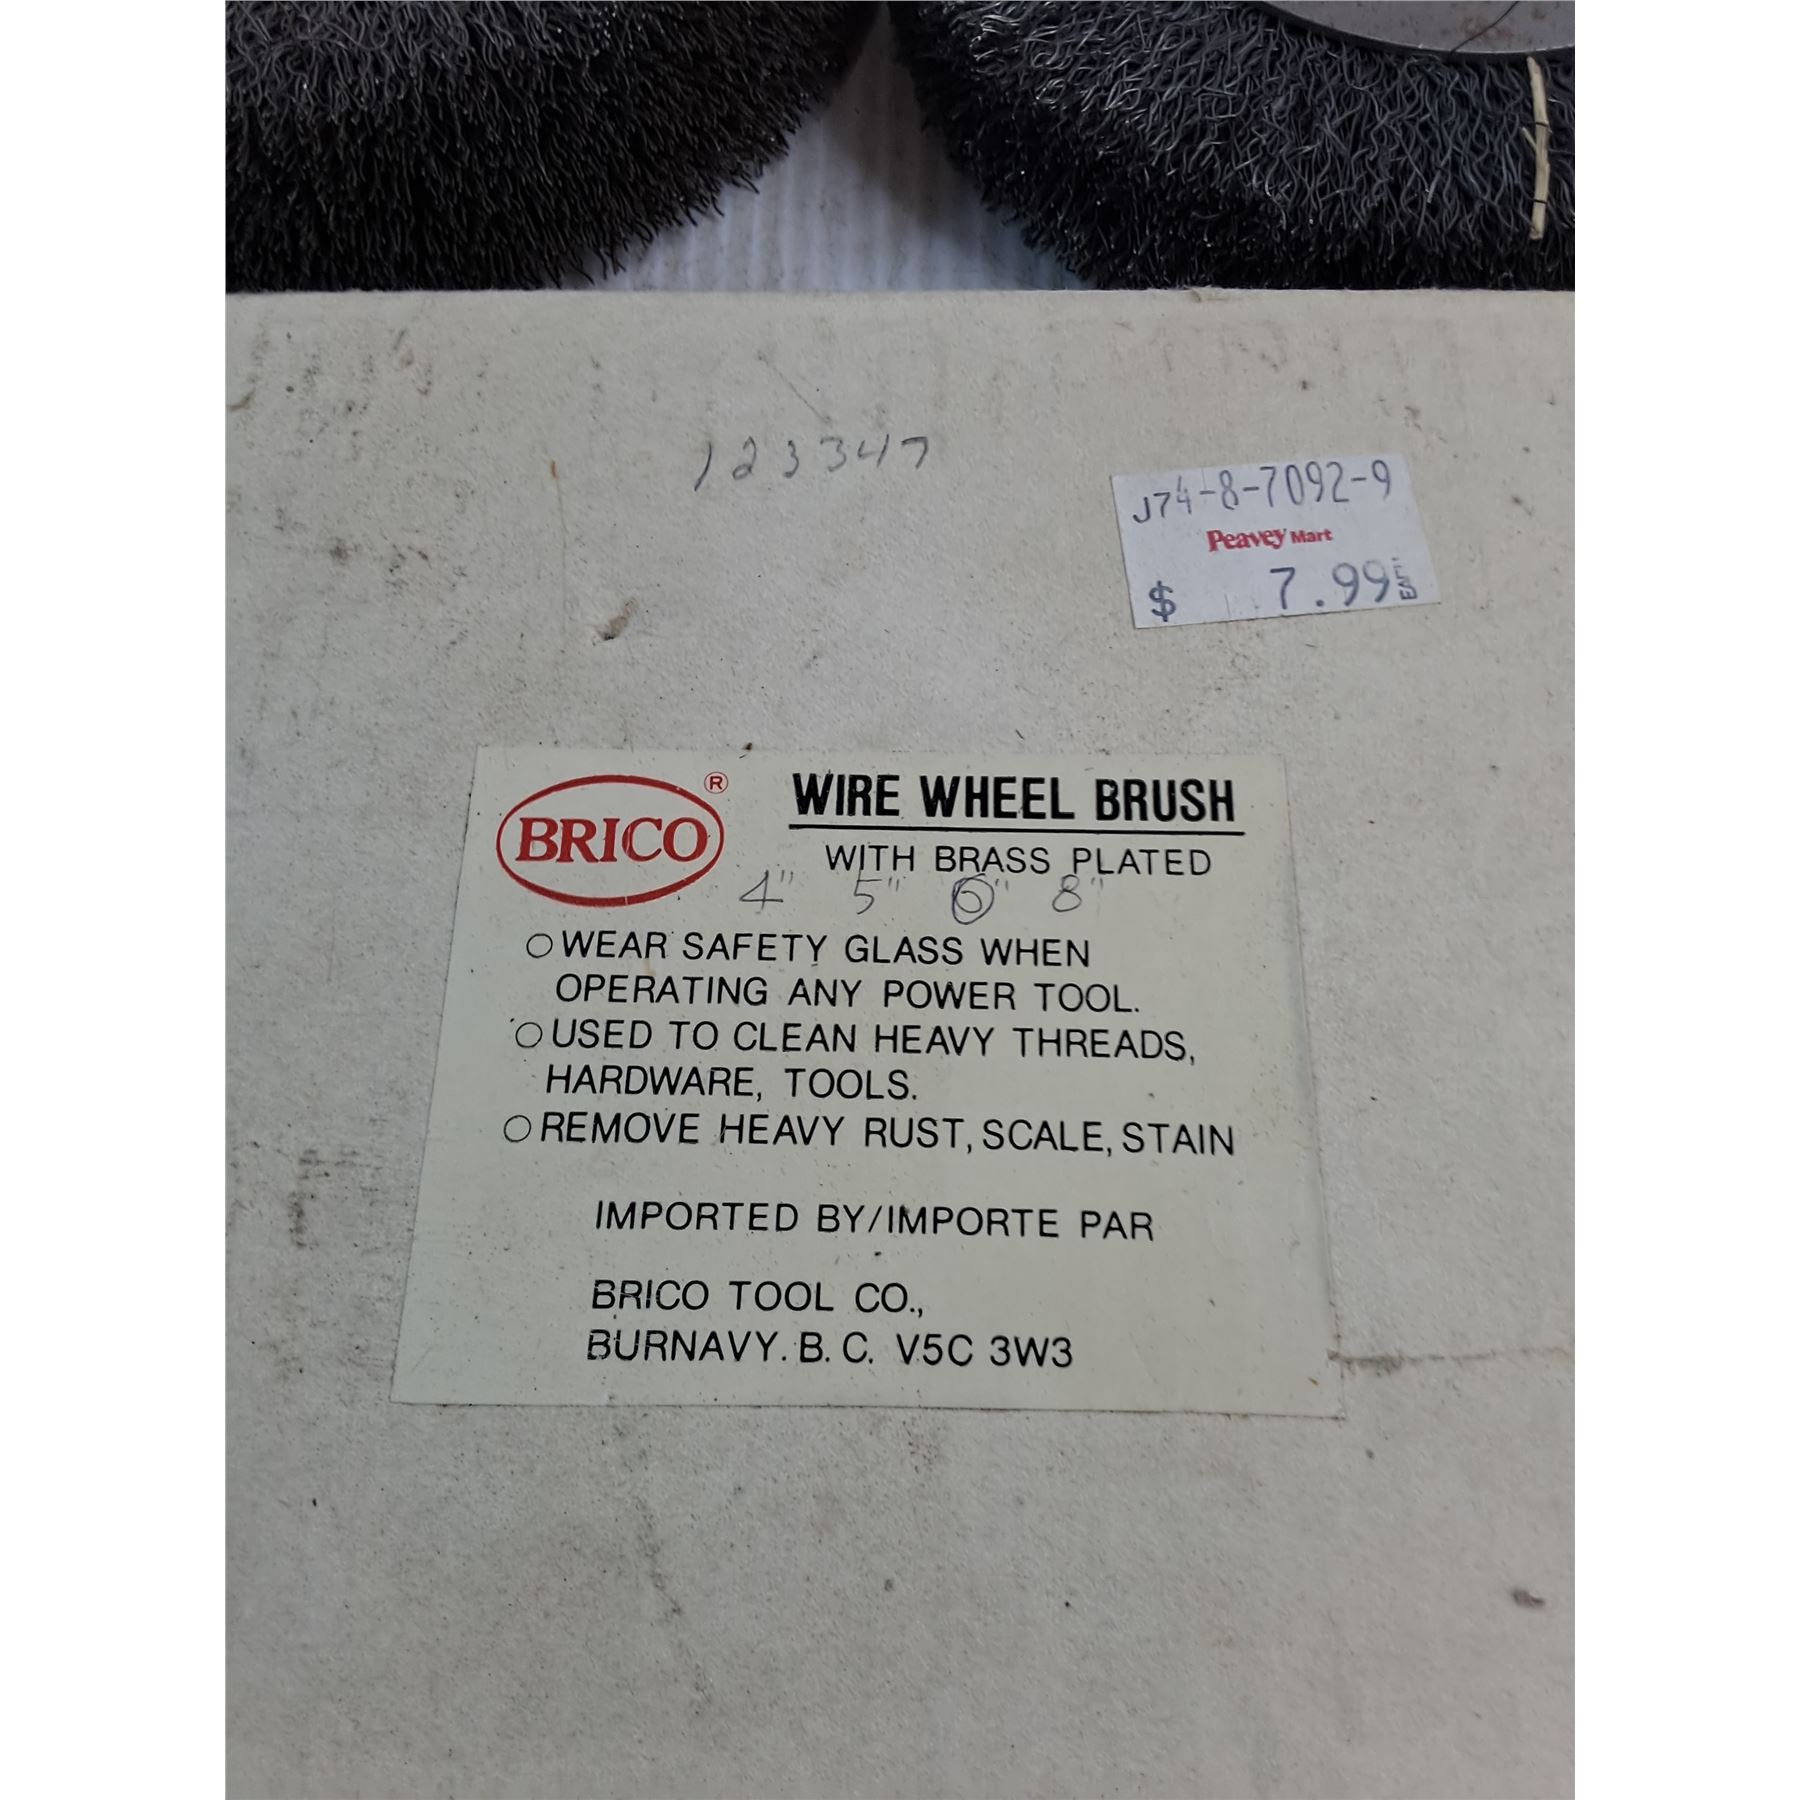 123347
J74-8-7092-9
Peavey Mart
$ 7.99
BRICO ®
WIRE WHEEL BRUSH
WITH BRASS PLATED
4" 5" 6" 8"
○ WEAR SAFETY GLASS WHEN
OPERATING ANY POWER TOOL.
○ USED TO CLEAN HEAVY THREADS,
HARDWARE, TOOLS.
○ REMOVE HEAVY RUST, SCALE, STAIN
IMPORTED BY/IMPORTE PAR
BRICO TOOL CO.,
BURNAVY. B. C. V5C 3W3